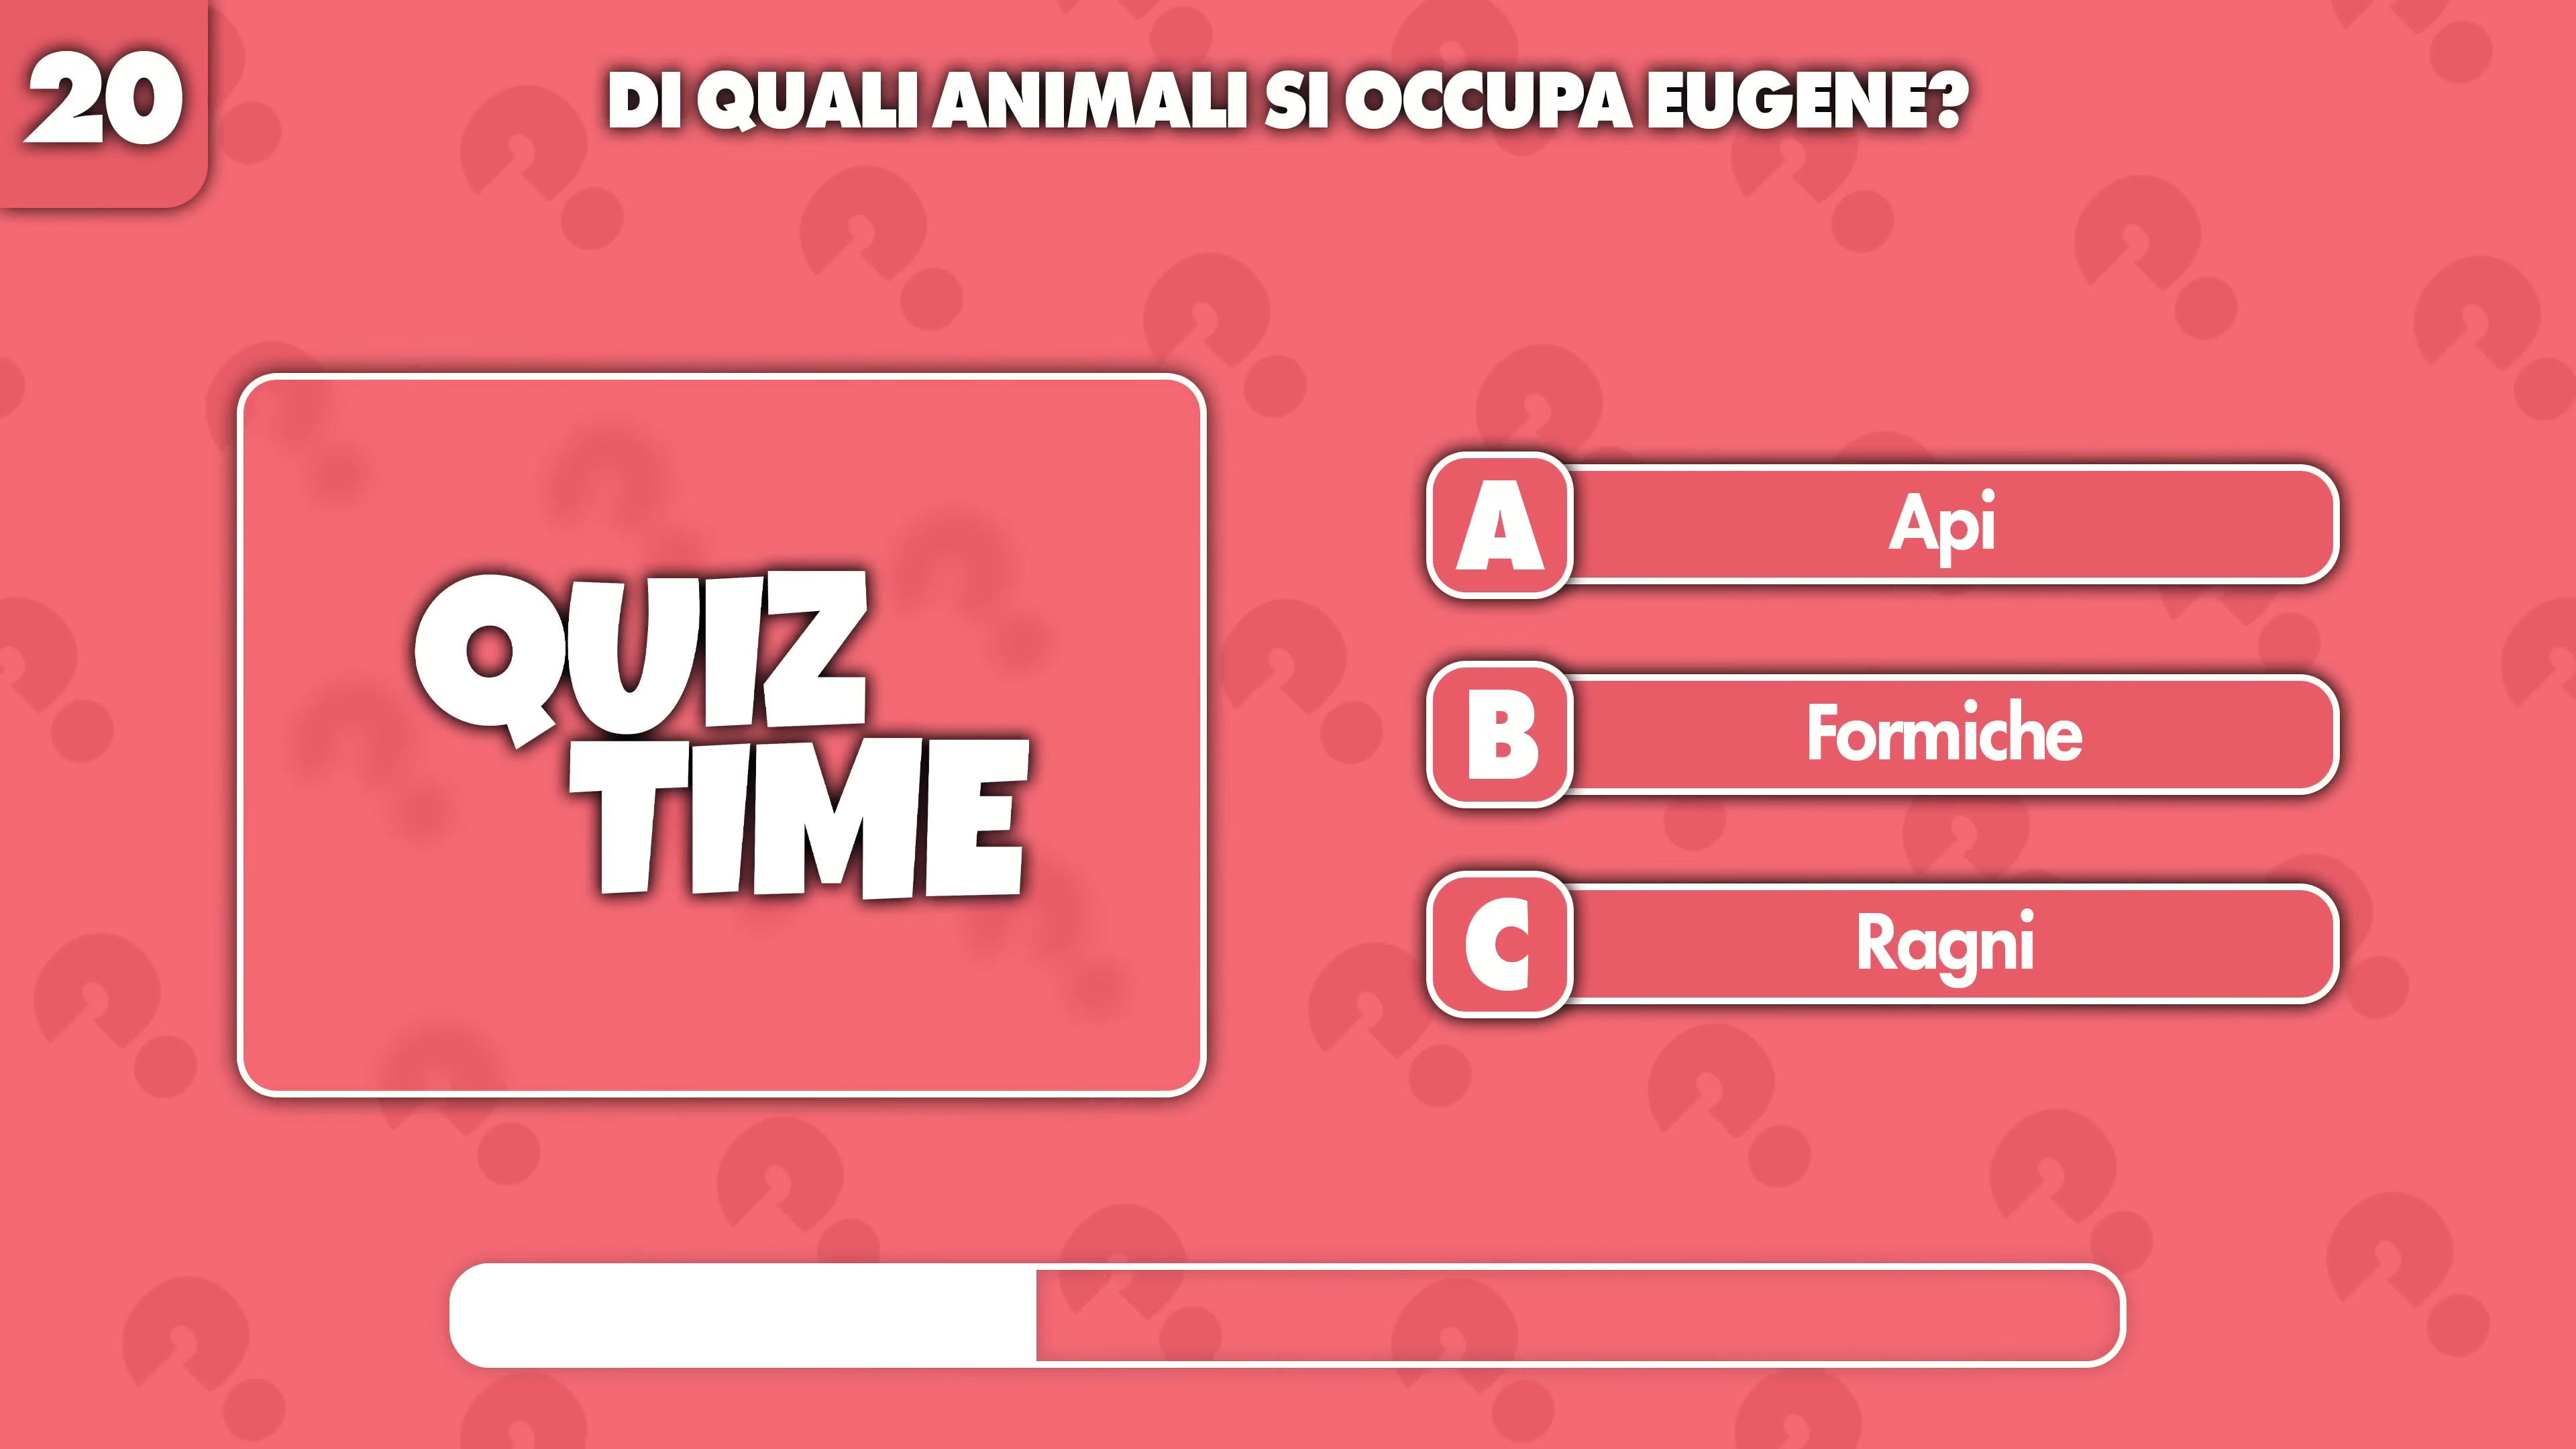 20
DI QUALI ANIMALI SI OCCUPA EUGENE?
QUIZ
TIME
A Api
B Formiche
C Ragni